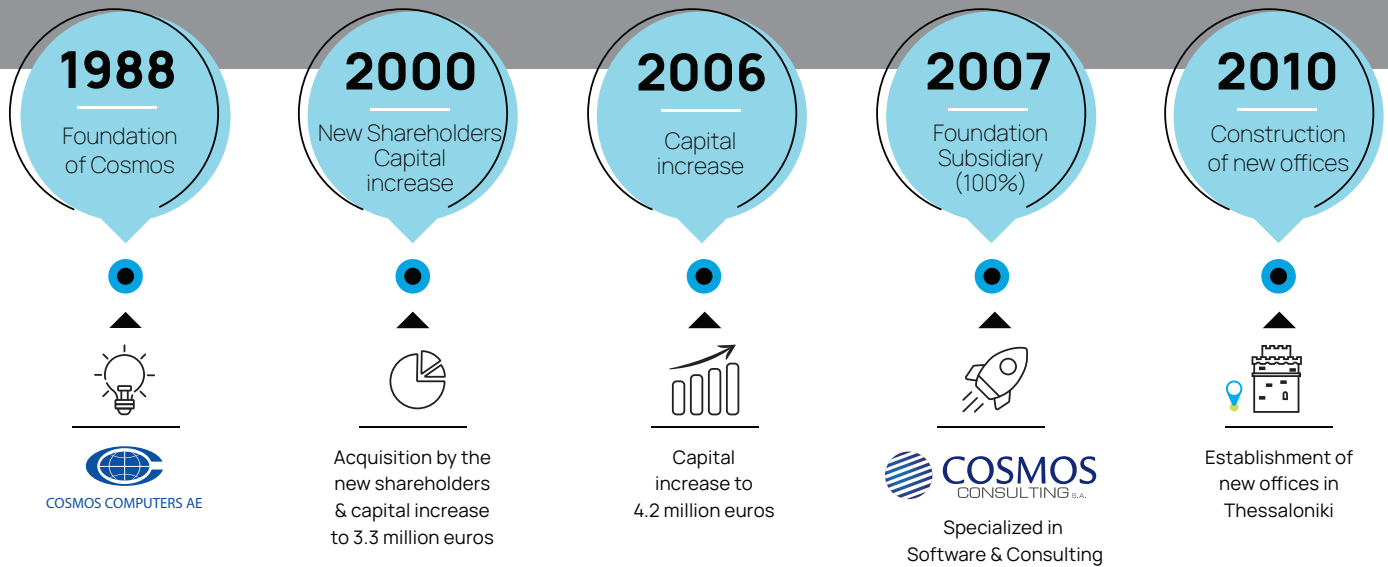 1988
Foundation
of Cosmos
COSMOS COMPUTERS AE
2000
New Shareholders
Capital
increase
Acquisition by the
new shareholders
& capital increase
to 3.3 million euros
2006
Capital
increase
Capital
increase to
4.2 million euros
2007
Foundation
Subsidiary
(100%)
COSMOS
CONSULTING S.A.
Specialized in
Software & Consulting
2010
Construction
of new offices
Establishment of
new offices in
Thessaloniki